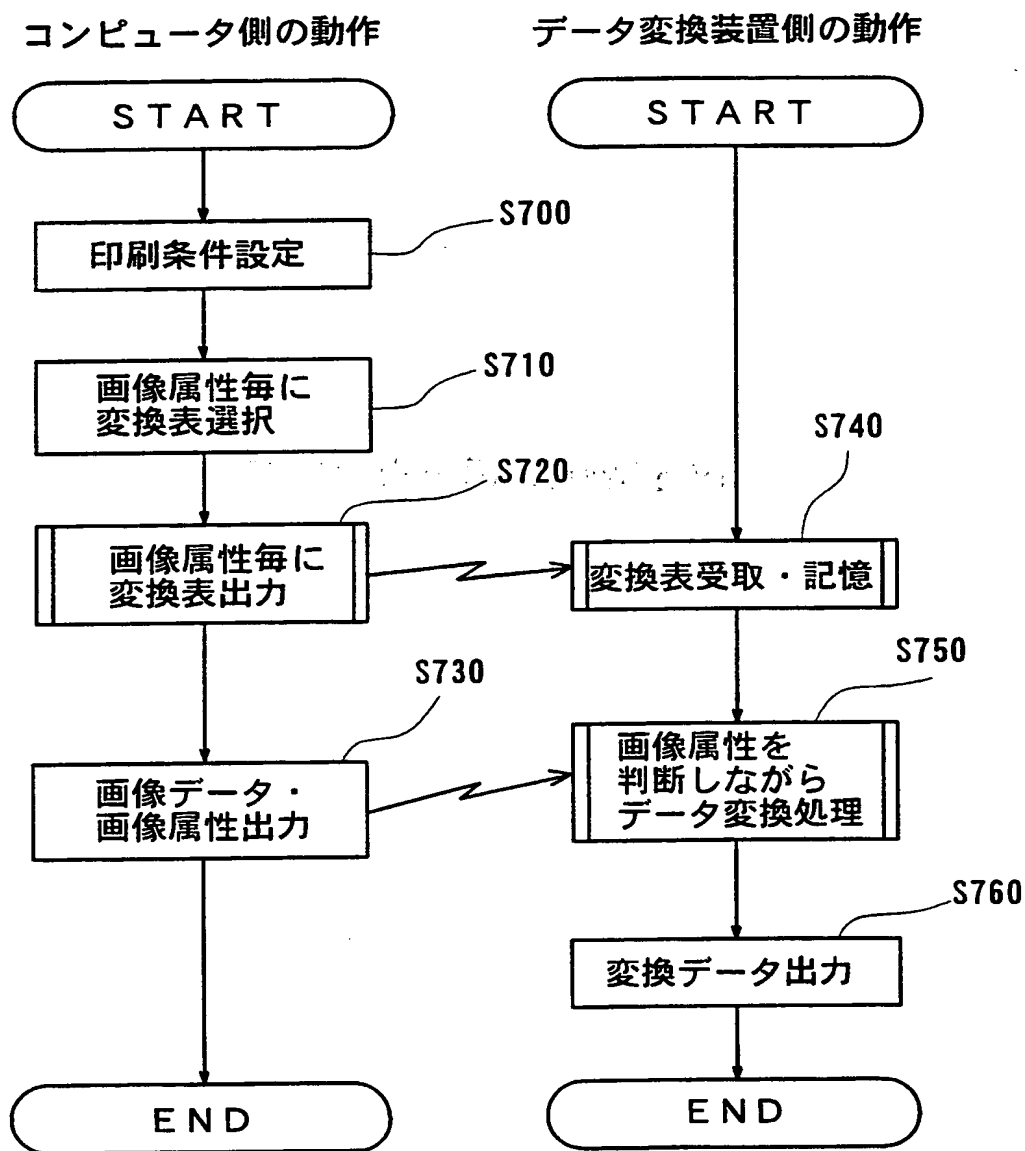 コンピュータ側の動作
START
S700
印刷条件設定
S710
画像属性毎に
変換表選択
S720
画像属性毎に
変換表出力
S730
画像データ・
画像属性出力
END
データ変換装置側の動作
START
S740
変換表受取・記憶
S750
画像属性を
判断しながら
データ変換処理
S760
変換データ出力
END